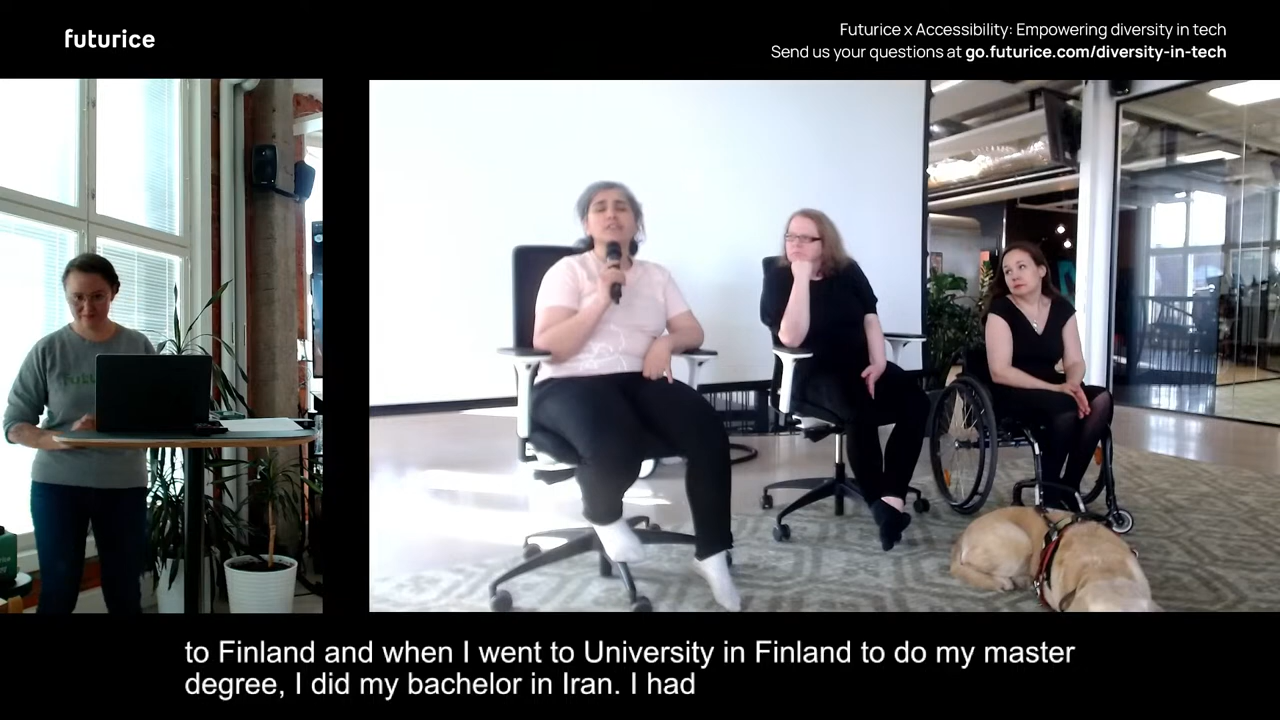 futurice
Futurice x Accessibility: Empowering diversity in tech
Send us your questions at go.futurice.com/diversity-in-tech
to Finland and when I went to University in Finland to do my master
degree, I did my bachelor in Iran. I had